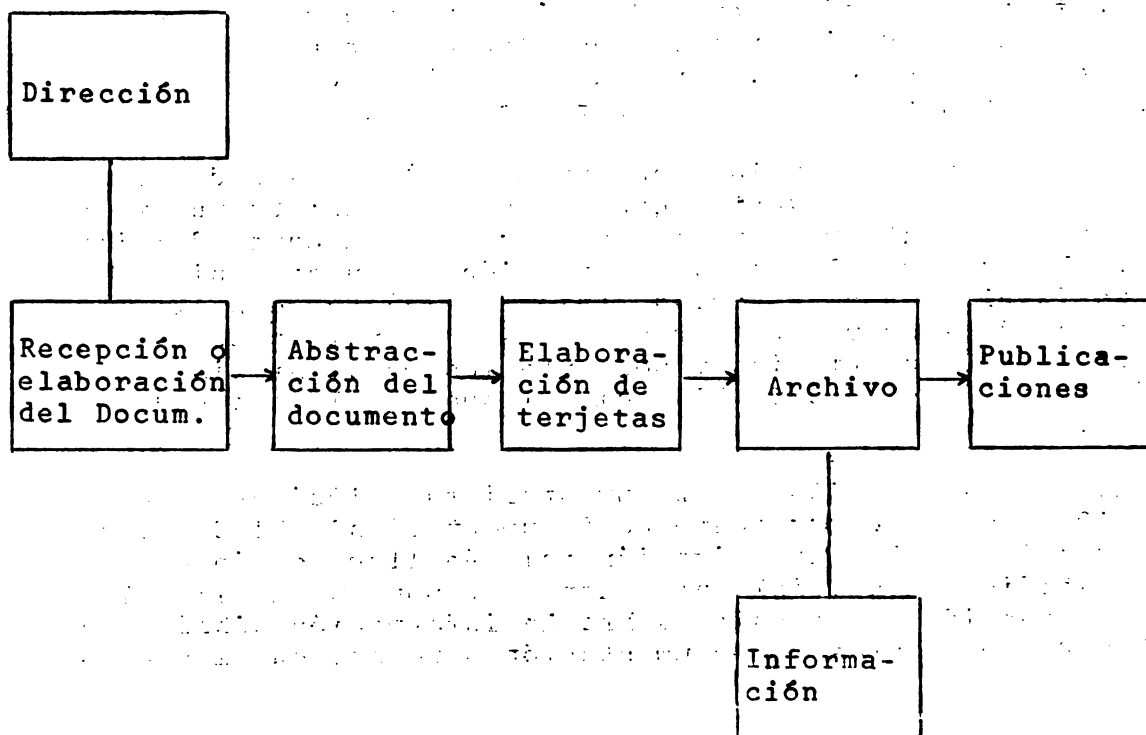 Dirección
Recepción o
elaboración
del Docum.
Abstrac-
ción del
documento
Elabora-
ción de
terjetas
Archivo
Publica-
ciones
Informa-
ción